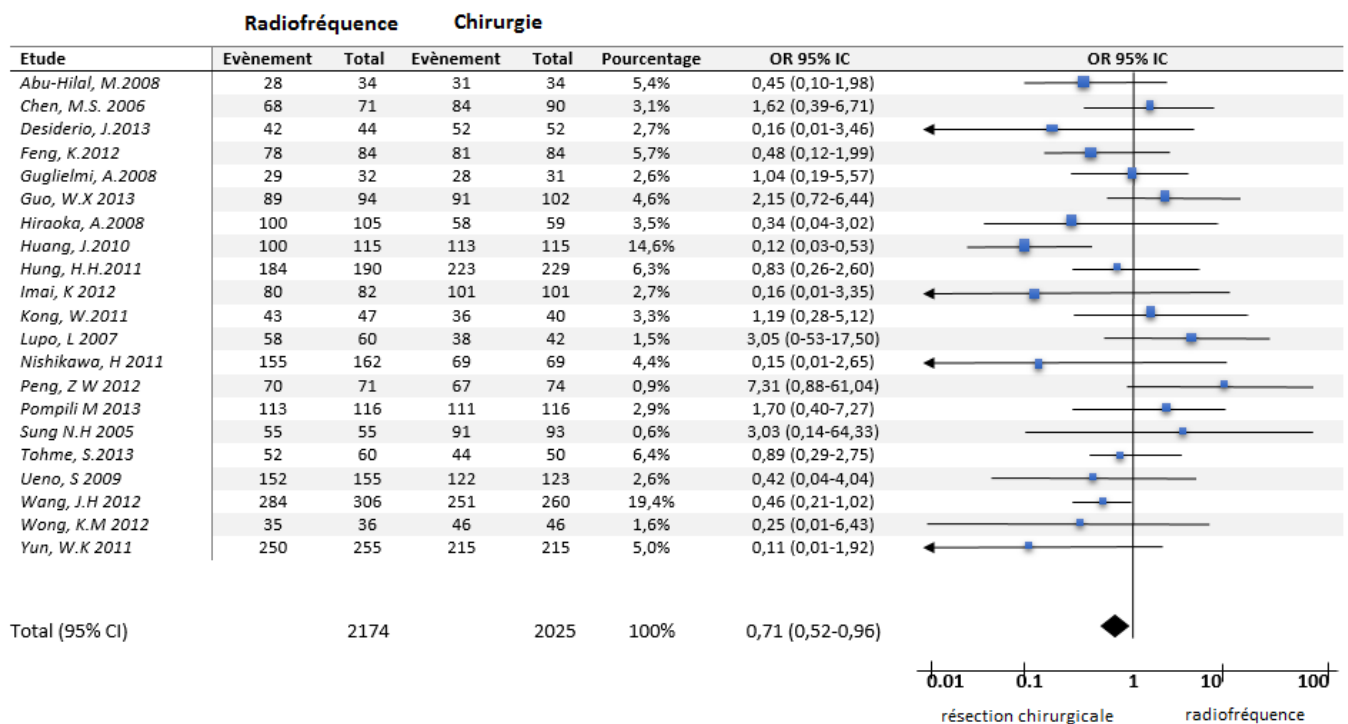 Radiofréquence Chirurgie
Etude Evènement Total Evènement Total Pourcentage OR 95% IC OR 95% IC
Abu-Hilal, M.2008 28 34 31 34 5,4% 0,45 (0,10-1,98)
Chen, M.S. 2006 68 71 84 90 3,1% 1,62 (0,39-6,71)
Desiderio, J.2013 42 44 52 52 2,7% 0,16 (0,01-3,46)
Feng, K.2012 78 84 81 84 5,7% 0,48 (0,12-1,99)
Guglielmi, A.2008 29 32 28 31 2,6% 1,04 (0,19-5,57)
Guo, W.X 2013 89 94 91 102 4,6% 2,15 (0,72-6,44)
Hiraoka, A.2008 100 105 58 59 3,5% 0,34 (0,04-3,02)
Huang, J.2010 100 115 113 115 14,6% 0,12 (0,03-0,53)
Hung, H.H.2011 184 190 223 229 6,3% 0,83 (0,26-2,60)
Imai, K 2012 80 82 101 101 2,7% 0,16 (0,01-3,35)
Kong, W.2011 43 47 36 40 3,3% 1,19 (0,28-5,12)
Lupo, L 2007 58 60 38 42 1,5% 3,05 (0-53-17,50)
Nishikawa, H 2011 155 162 69 69 4,4% 0,15 (0,01-2,65)
Peng, Z W 2012 70 71 67 74 0,9% 7,31 (0,88-61,04)
Pompili M 2013 113 116 111 116 2,9% 1,70 (0,40-7,27)
Sung N.H 2005 55 55 91 93 0,6% 3,03 (0,14-64,33)
Tohme, S.2013 52 60 44 50 6,4% 0,89 (0,29-2,75)
Ueno, S 2009 152 155 122 123 2,6% 0,42 (0,04-4,04)
Wang, J.H 2012 284 306 251 260 19,4% 0,46 (0,21-1,02)
Wong, K.M 2012 35 36 46 46 1,6% 0,25 (0,01-6,43)
Yun, W.K 2011 250 255 215 215 5,0% 0,11 (0,01-1,92)
Total (95% CI) 2174 2025 100% 0,71 (0,52-0,96)
0.01 0.1 1 10 100
résection chirurgicale radiofréquence